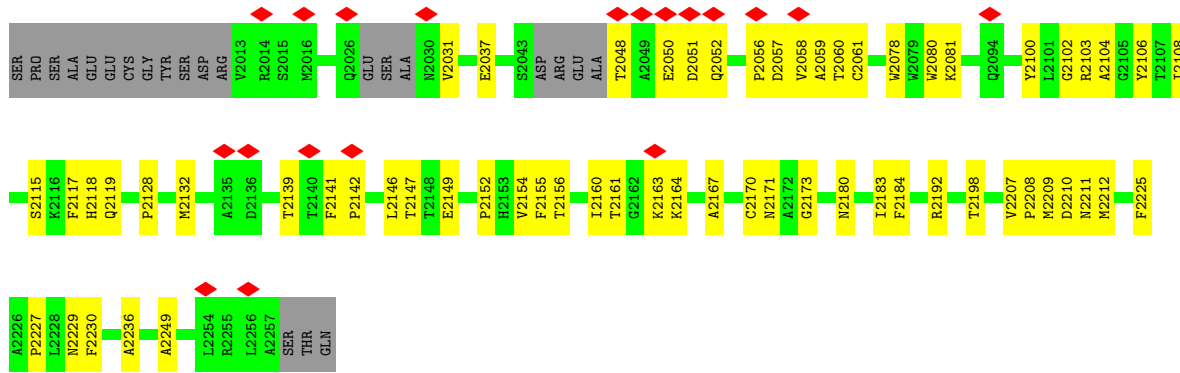 SER PRO SER ALA GLU GLU CYS GLY TYR SER ASP ARG V2013 R2014 S2015 M2016 Q2026 GLU SER ALA N2030 V2031 E2037 S2043 ASP ARG GLU ALA T2048 A2049 E2050 D2051 Q2052 P2056 D2057 V2058 A2059 T2060 C2061 W2078 W2079 W2080 K2081 Q2094 Y2100 L2101 G2102 R2103 A2104 G2105 Y2106 T2107 I2108
S2115 K2116 F2117 H2118 Q2119 P2128 M2132 A2135 D2136 T2139 T2140 F2141 P2142 L2146 T2147 T2148 E2149 P2152 H2153 V2154 F2155 T2156 I2160 T2161 G2162 K2163 K2164 A2167 C2170 N2171 A2172 G2173 N2180 I2183 F2184 R2192 T2198 V2207 P2208 M2209 D2210 N2211 M2212 F2225
A2226 P2227 L2228 N2229 F2230 A2236 A2249 L2254 R2255 L2256 A2257 SER THR GLN